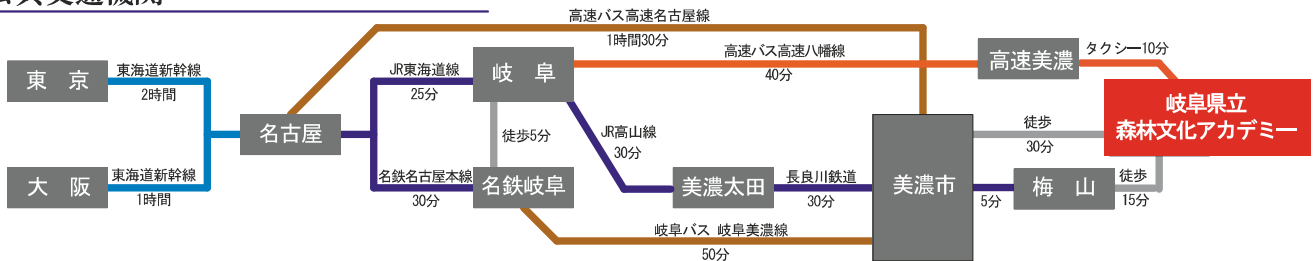 公共交通機関
高速バス高速名古屋線
1時間30分
東　京
東海道新幹線
2時間
大　阪
東海道新幹線
1時間
名古屋
JR東海道線
25分
名鉄名古屋本線
30分
岐　阜
徒歩5分
名鉄岐阜
高速バス高速八幡線
40分
JR高山線
30分
美濃太田
長良川鉄道
30分
岐阜バス 岐阜美濃線
50分
美濃市
高速美濃
タクシー10分
徒歩
30分
5分
梅　山
徒歩
15分
岐阜県立
森林文化アカデミー